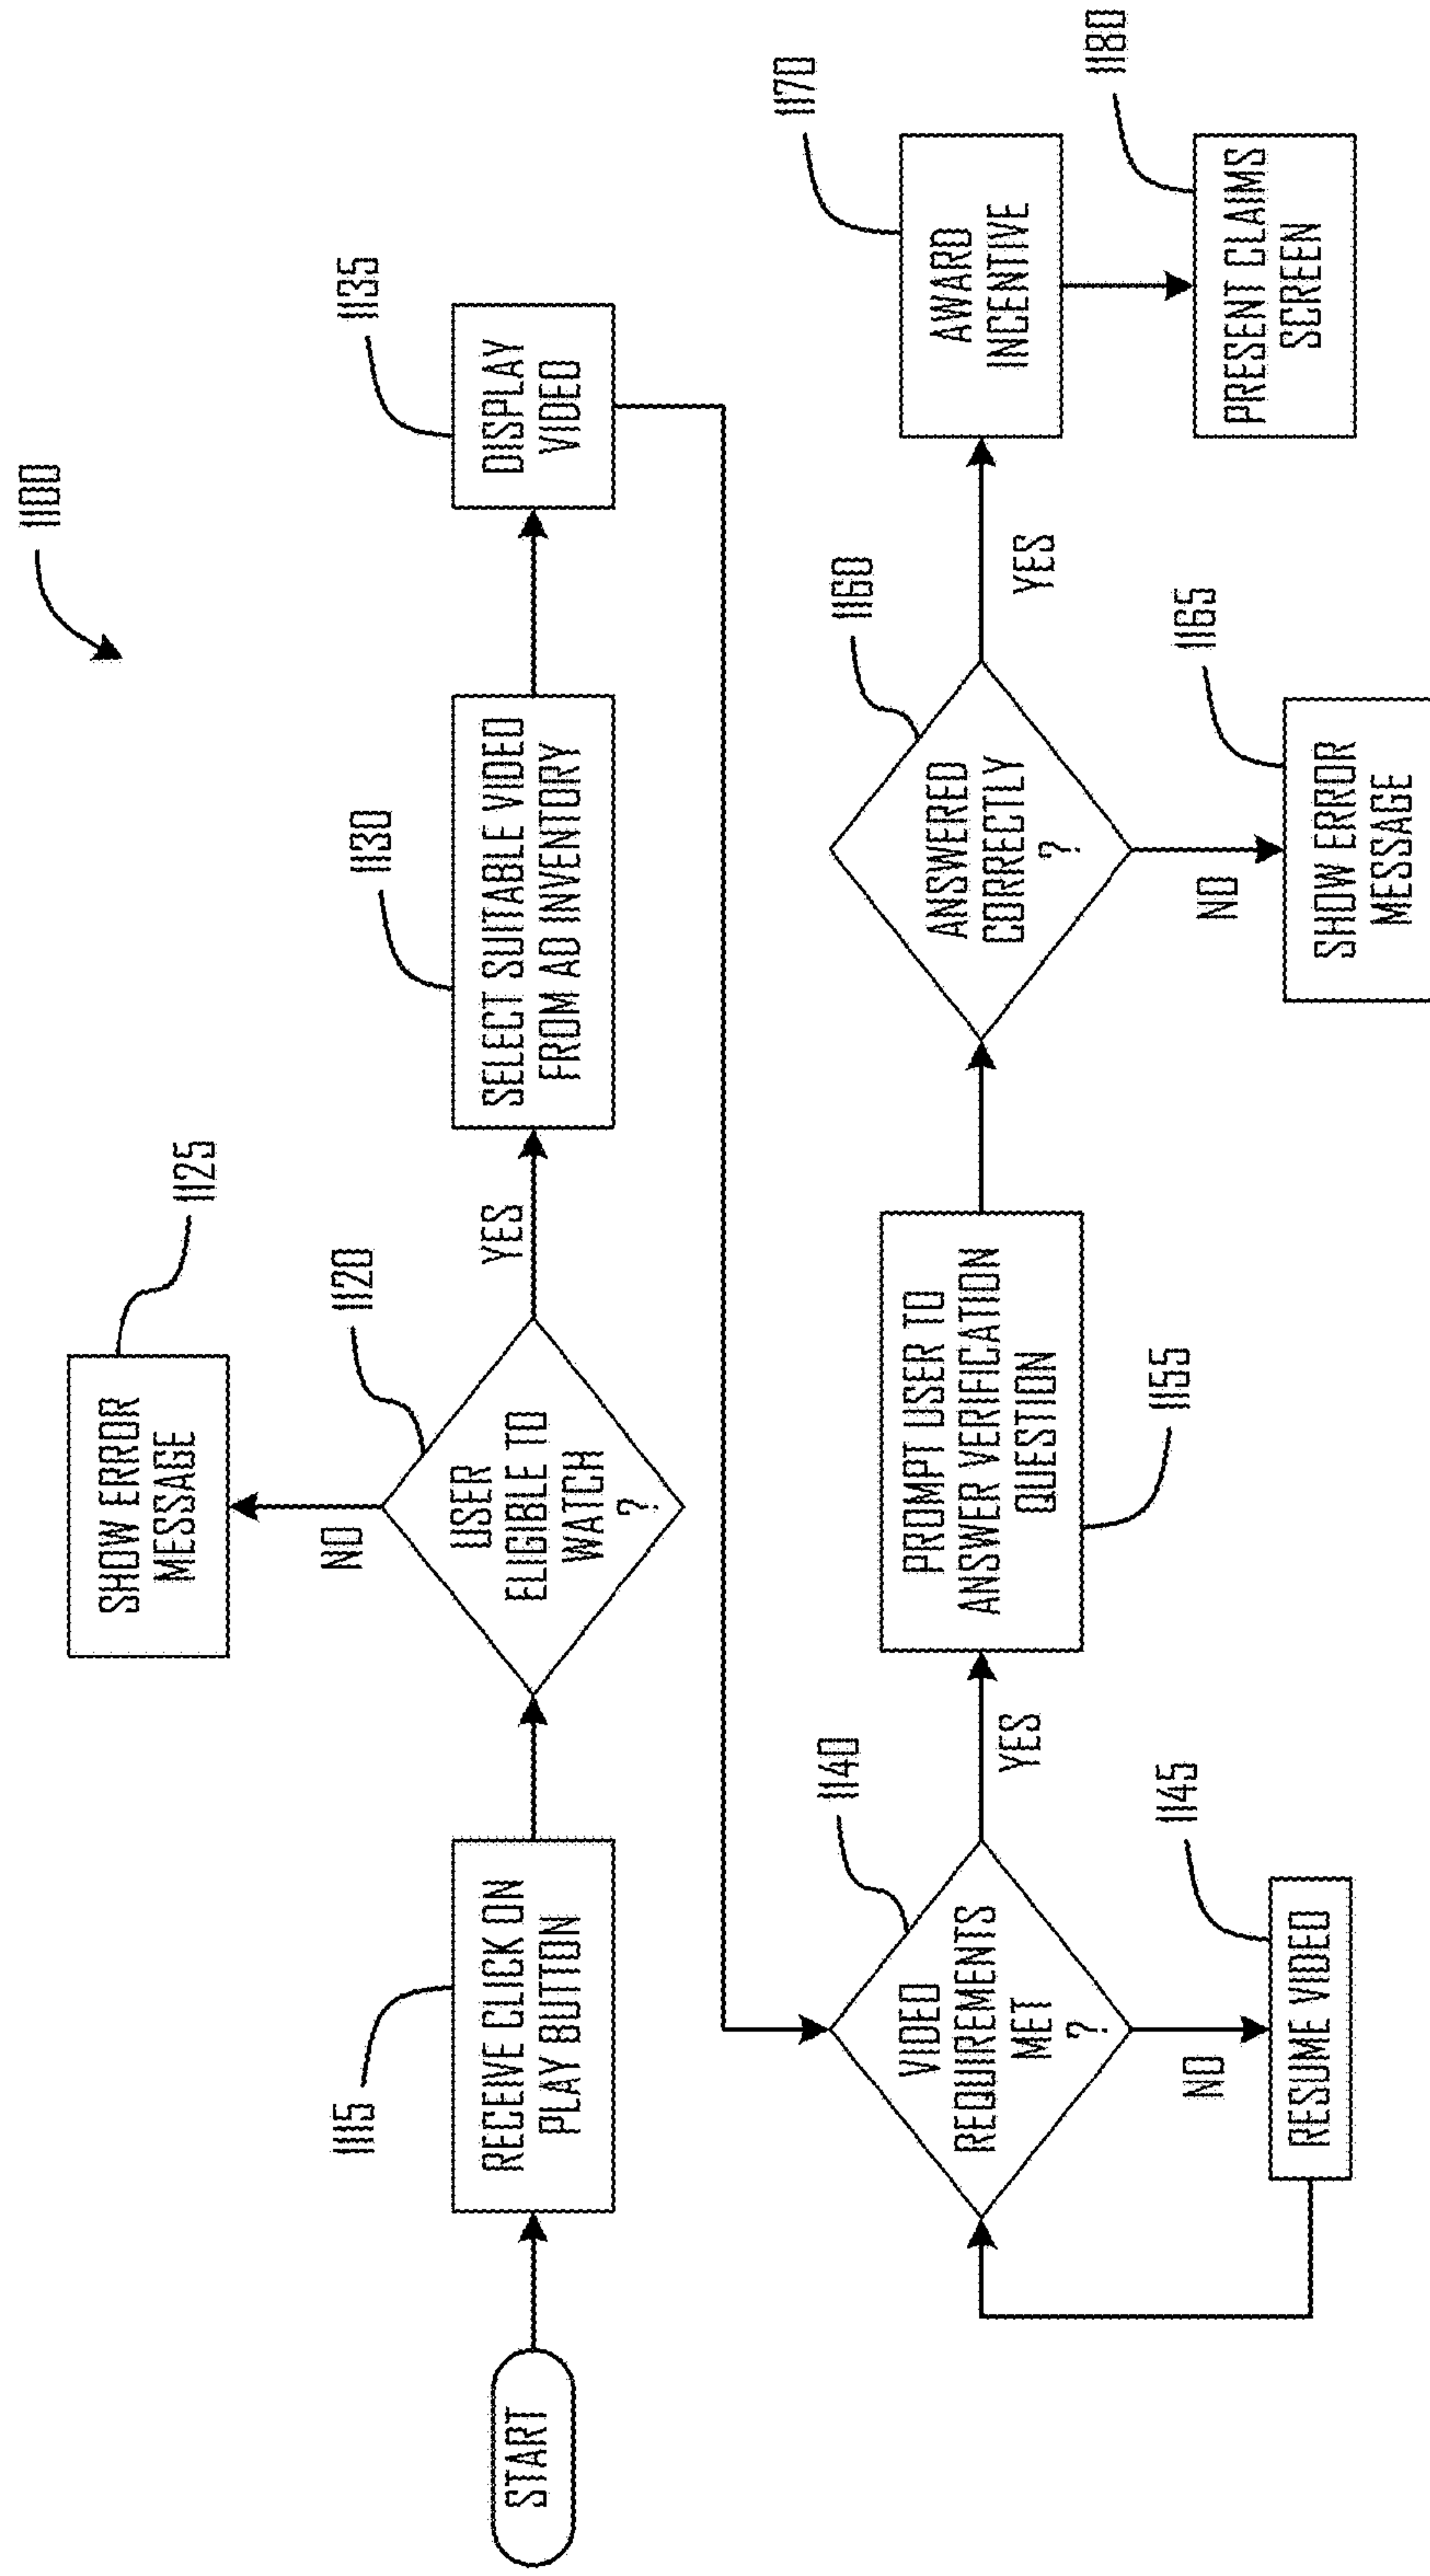 1100
START
1115
RECEIVE CLICK ON
PLAY BUTTON
1120
USER
ELIGIBLE TO
WATCH
?
NO
1125
SHOW ERROR
MESSAGE
YES
1130
SELECT SUITABLE VIDEO
FROM AD INVENTORY
1135
DISPLAY
VIDEO
1140
VIDEO
REQUIREMENTS
MET
?
NO
1145
RESUME VIDEO
YES
PROMPT USER TO
ANSWER VERIFICATION
QUESTION
1155
1160
ANSWERED
CORRECTLY
?
NO
1165
SHOW ERROR
MESSAGE
YES
1170
AWARD
INCENTIVE
1180
PRESENT CLAIMS
SCREEN